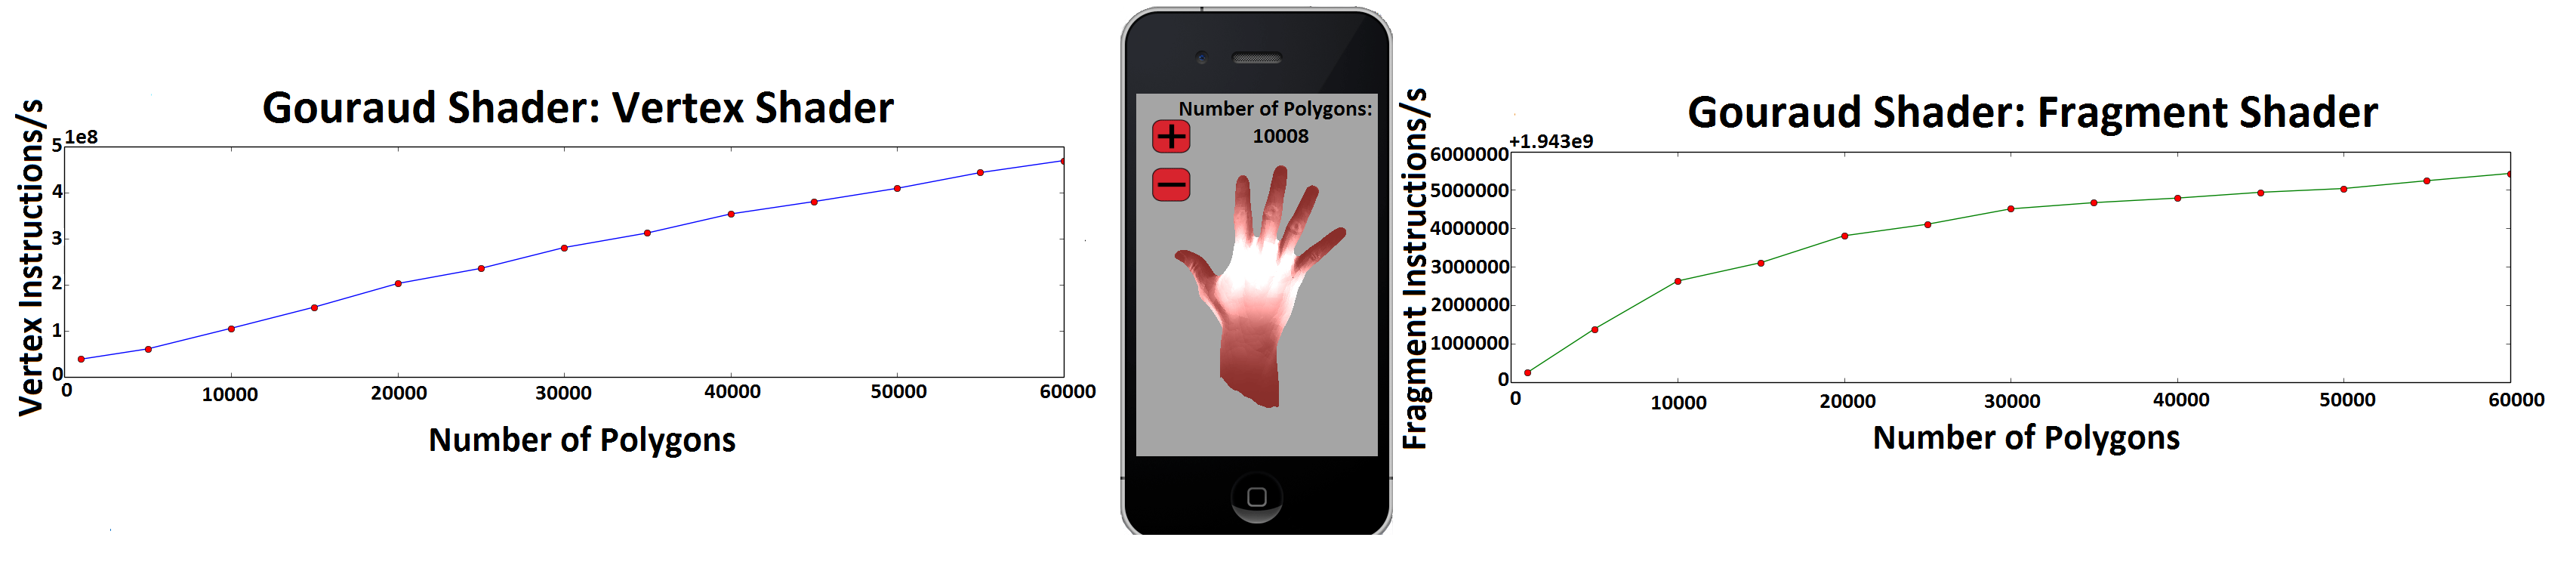 Gouraud Shader: Vertex Shader
Vertex Instructions/s
1e8
5
4
3
2
1
0
0 10000 20000 30000 40000 50000 60000
Number of Polygons
Number of Polygons:
10008
Gouraud Shader: Fragment Shader
Fragment Instructions/s
+1.943e9
6000000
5000000
4000000
3000000
2000000
1000000
0
0 10000 20000 30000 40000 50000 60000
Number of Polygons